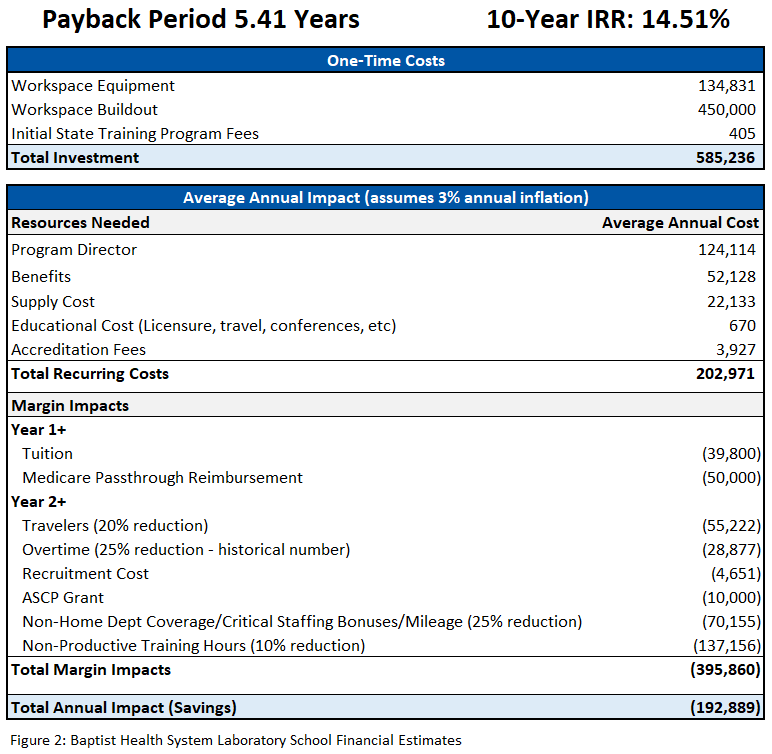 Payback Period 5.41 Years 10-Year IRR: 14.51%
One-Time Costs
Workspace Equipment 134,831
Workspace Buildout 450,000
Initial State Training Program Fees 405
Total Investment 585,236
Average Annual Impact (assumes 3% annual inflation)
Resources Needed Average Annual Cost
Program Director 124,114
Benefits 52,128
Supply Cost 22,133
Educational Cost (Licensure, travel, conferences, etc) 670
Accreditation Fees 3,927
Total Recurring Costs 202,971
Margin Impacts
Year 1+
Tuition (39,800)
Medicare Passthrough Reimbursement (50,000)
Year 2+
Travelers (20% reduction) (55,222)
Overtime (25% reduction - historical number) (28,877)
Recruitment Cost (4,651)
ASCP Grant (10,000)
Non-Home Dept Coverage/Critical Staffing Bonuses/Mileage (25% reduction) (70,155)
Non-Productive Training Hours (10% reduction) (137,156)
Total Margin Impacts (395,860)
Total Annual Impact (Savings) (192,889)
Figure 2: Baptist Health System Laboratory School Financial Estimates